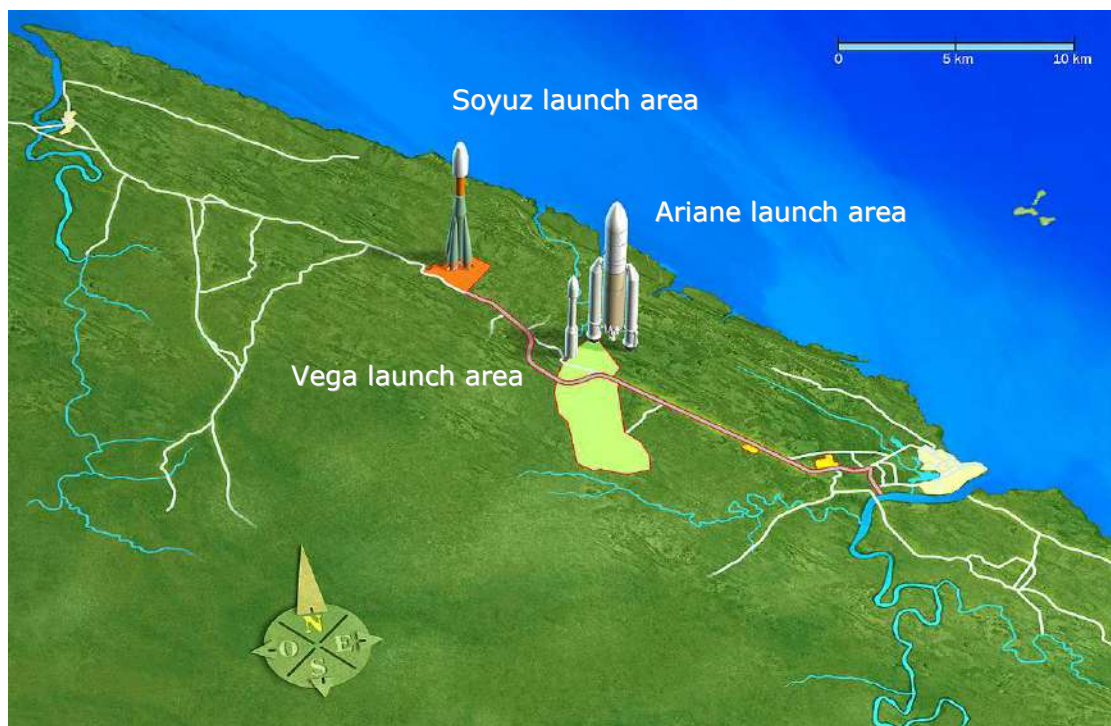 0 5 km 10 km
Soyuz launch area
Ariane launch area
Vega launch area
N
O E
S